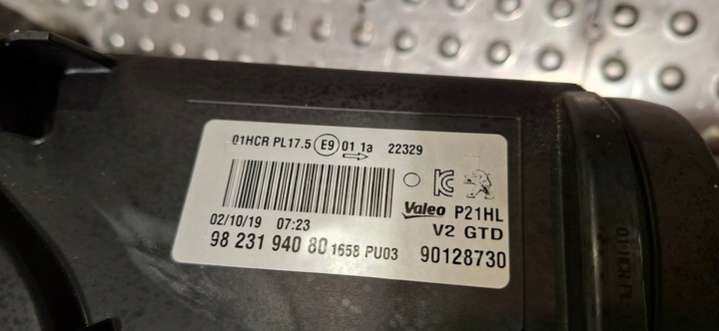 01HCR PL17.5 E9 01 1a 22329
Valeo P21HL
02/10/19 07:23 V2 GTD
98 231 940 80 1658 PU03 90128730